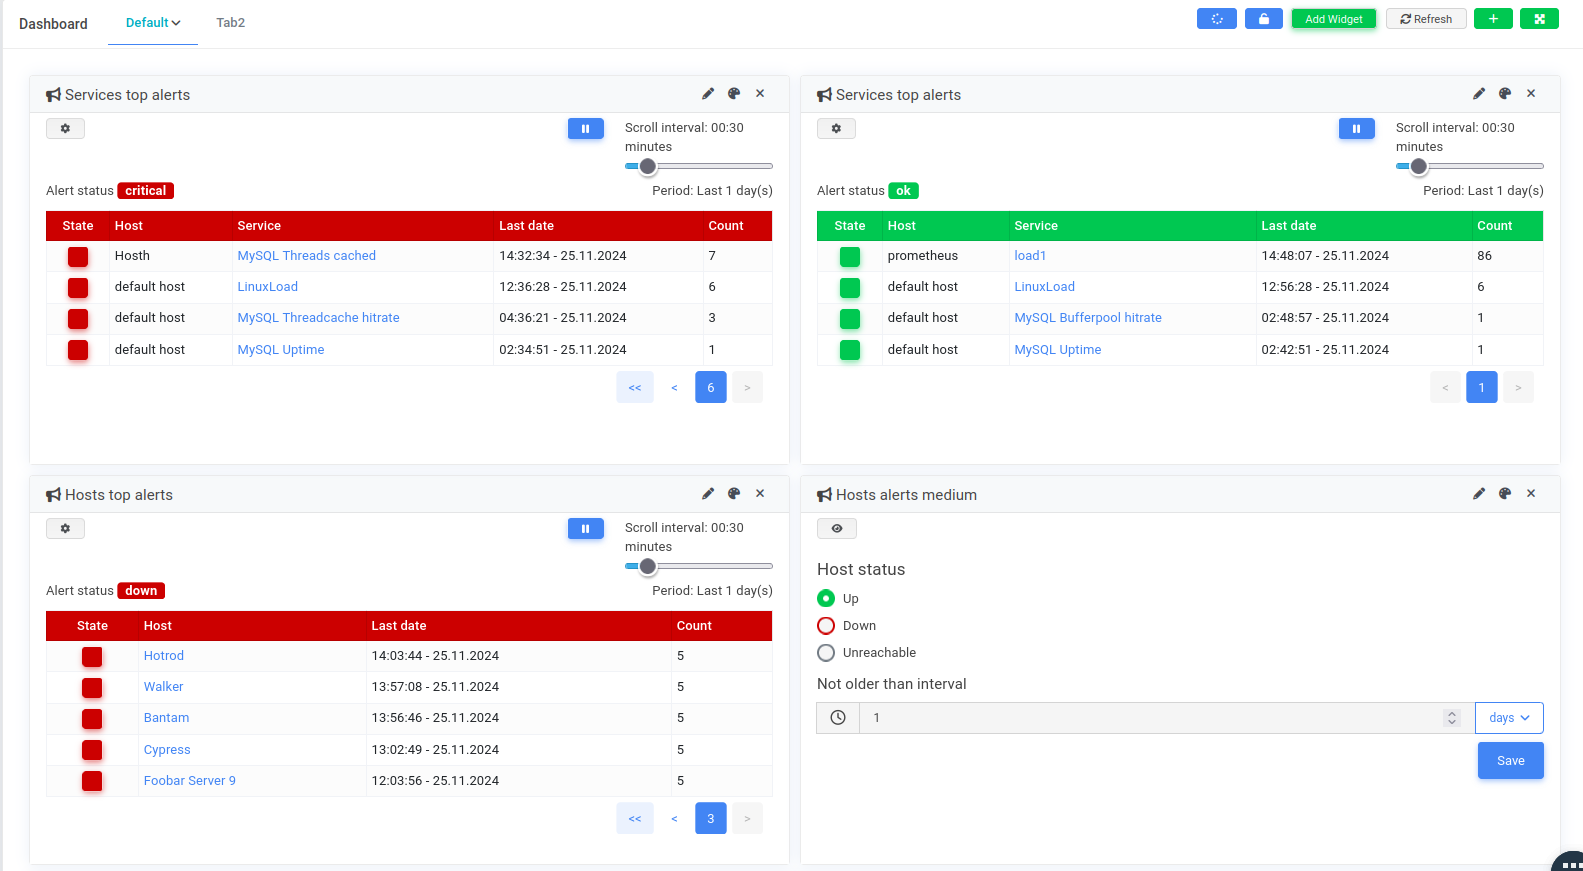 Dashboard Default Tab2 Add Widget Refresh +
Services top alerts
Scroll interval: 00:30
minutes
Alert status critical Period: Last 1 day(s)
State Host Service Last date Count
Hosth MySQL Threads cached 14:32:34 - 25.11.2024 7
default host LinuxLoad 12:36:28 - 25.11.2024 6
default host MySQL Threadcache hitrate 04:36:21 - 25.11.2024 3
default host MySQL Uptime 02:34:51 - 25.11.2024 1
<< < 6 >
Services top alerts
Scroll interval: 00:30
minutes
Alert status ok Period: Last 1 day(s)
State Host Service Last date Count
prometheus load1 14:48:07 - 25.11.2024 86
default host LinuxLoad 12:56:28 - 25.11.2024 6
default host MySQL Bufferpool hitrate 02:48:57 - 25.11.2024 1
default host MySQL Uptime 02:42:51 - 25.11.2024 1
< 1 >
Hosts top alerts
Scroll interval: 00:30
minutes
Alert status down Period: Last 1 day(s)
State Host Last date Count
Hotrod 14:03:44 - 25.11.2024 5
Walker 13:57:08 - 25.11.2024 5
Bantam 13:56:46 - 25.11.2024 5
Cypress 13:02:49 - 25.11.2024 5
Foobar Server 9 12:03:56 - 25.11.2024 5
<< < 3 >
Hosts alerts medium
Host status
Up
Down
Unreachable
Not older than interval
1 days
Save